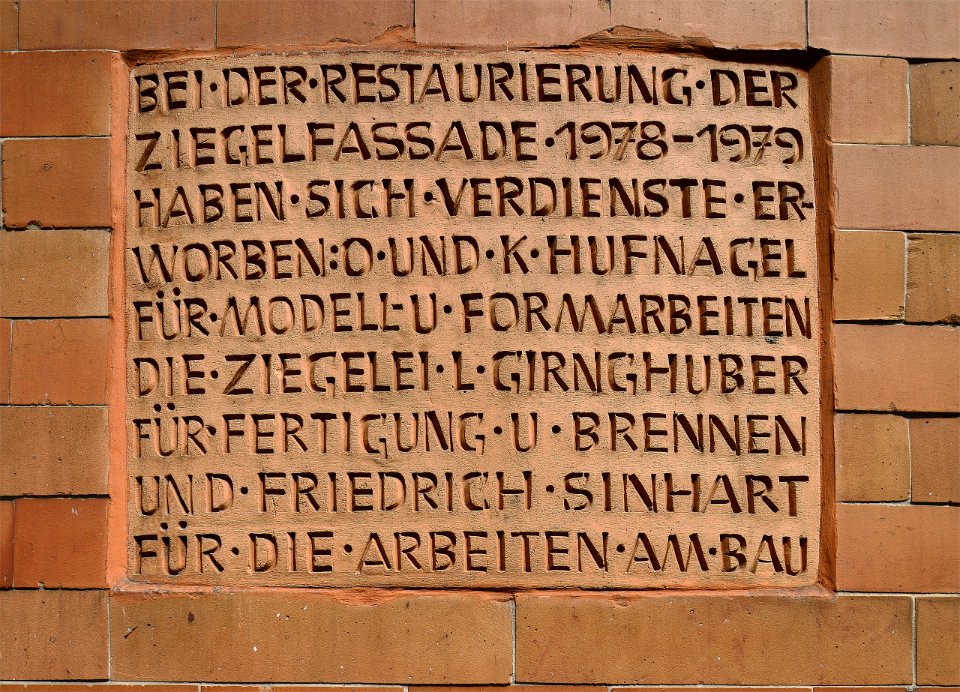 BEI·DER·RESTAURIERUNG·DER
ZIEGELFASSADE·1978-1979
HABEN·SICH·VERDIENSTE·ER-
WORBEN:O·UND·K·HUFNAGEL
FÜR·MODELL-U·FORMARBEITEN
DIE·ZIEGELEI·L·GIRNGHUBER
FÜR·FERTIGUNG·U·BRENNEN
UND·FRIEDRICH·SINHART
FÜR·DIE·ARBEITEN·AM·BAU